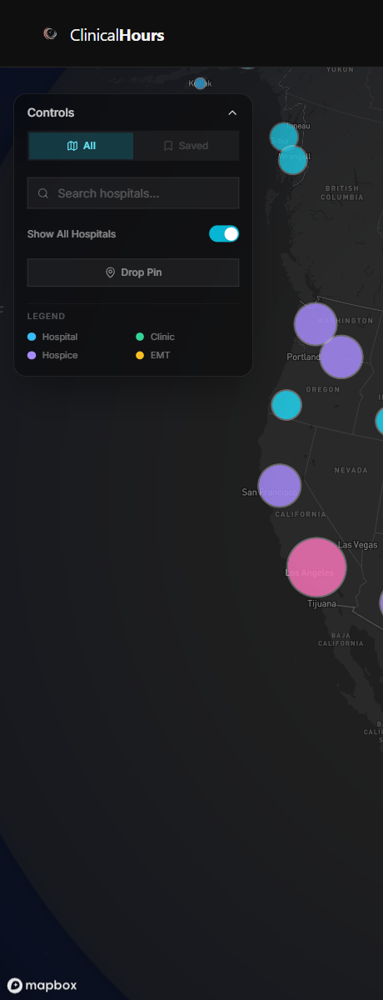 ClinicalHours
YUKON
Controls
All
Saved
Juneau
Wrangell
Search hospitals...
BRITISH
COLUMBIA
Show All Hospitals
Drop Pin
LEGEND
Hospital
Clinic
Hospice
EMT
WASHINGTON
Portland
OREGON
NEVADA
San Francisco
CALIFORNIA
Las Vegas
Los Angeles
Tijuana
BAJA
CALIFORNIA
mapbox